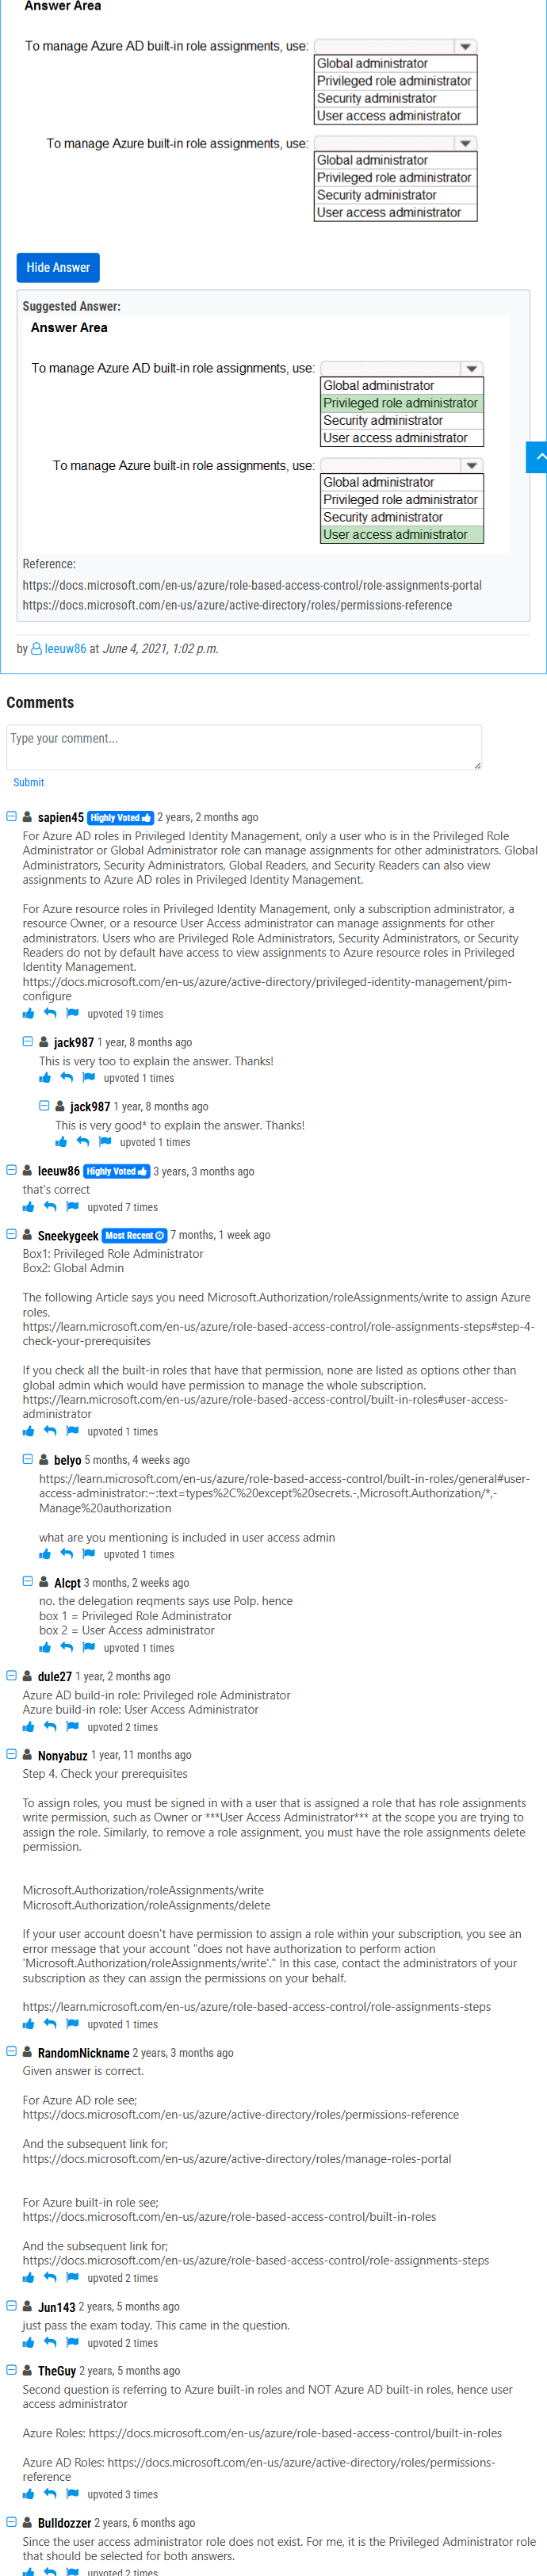 Answer Area
To manage Azure AD built-in role assignments, use:
Global administrator
Privileged role administrator
Security administrator
User access administrator
To manage Azure built-in role assignments, use:
Global administrator
Privileged role administrator
Security administrator
User access administrator
Hide Answer
Suggested Answer:
Answer Area
To manage Azure AD built-in role assignments, use:
Global administrator
Privileged role administrator
Security administrator
User access administrator
To manage Azure built-in role assignments, use:
Global administrator
Privileged role administrator
Security administrator
User access administrator
Reference:
https://docs.microsoft.com/en-us/azure/role-based-access-control/role-assignments-portal
https://docs.microsoft.com/en-us/azure/active-directory/roles/permissions-reference
by leeuw86 at June 4, 2021, 1:02 p.m.
Comments
Type your comment...
Submit
sapien45 Highly Voted 2 years, 2 months ago
For Azure AD roles in Privileged Identity Management, only a user who is in the Privileged Role
Administrator or Global Administrator role can manage assignments for other administrators. Global
Administrators, Security Administrators, Global Readers, and Security Readers can also view
assignments to Azure AD roles in Privileged Identity Management.
For Azure resource roles in Privileged Identity Management, only a subscription administrator, a
resource Owner, or a resource User Access administrator can manage assignments for other
administrators. Users who are Privileged Role Administrators, Security Administrators, or Security
Readers do not by default have access to view assignments to Azure resource roles in Privileged
Identity Management.
https://docs.microsoft.com/en-us/azure/active-directory/privileged-identity-management/pim-
configure
upvoted 19 times
jack987 1 year, 8 months ago
This is very too to explain the answer. Thanks!
upvoted 1 times
jack987 1 year, 8 months ago
This is very good* to explain the answer. Thanks!
upvoted 1 times
leeuw86 Highly Voted 3 years, 3 months ago
that's correct
upvoted 7 times
Sneekygeek Most Recent 7 months, 1 week ago
Box1: Privileged Role Administrator
Box2: Global Admin
The following Article says you need Microsoft.Authorization/roleAssignments/write to assign Azure
roles.
https://learn.microsoft.com/en-us/azure/role-based-access-control/role-assignments-steps#step-4-
check-your-prerequisites
If you check all the built-in roles that have that permission, none are listed as options other than
global admin which would have permission to manage the whole subscription.
https://learn.microsoft.com/en-us/azure/role-based-access-control/built-in-roles#user-access-
administrator
upvoted 1 times
belyo 5 months, 4 weeks ago
https://learn.microsoft.com/en-us/azure/role-based-access-control/built-in-roles/general#user-
access-administrator:~:text=types%2C%20except%20secrets.-,Microsoft.Authorization/*,-
Manage%20authorization
what are you mentioning is included in user access admin
upvoted 1 times
Alcpt 3 months, 2 weeks ago
no. the delegation reqments says use Polp. hence
box 1 = Privileged Role Administrator
box 2 = User Access administrator
upvoted 1 times
dule27 1 year, 2 months ago
Azure AD build-in role: Privileged role Administrator
Azure build-in role: User Access Administrator
upvoted 2 times
Nonyabuz 1 year, 11 months ago
Step 4. Check your prerequisites
To assign roles, you must be signed in with a user that is assigned a role that has role assignments
write permission, such as Owner or ***User Access Administrator*** at the scope you are trying to
assign the role. Similarly, to remove a role assignment, you must have the role assignments delete
permission.
Microsoft.Authorization/roleAssignments/write
Microsoft.Authorization/roleAssignments/delete
If your user account doesn't have permission to assign a role within your subscription, you see an
error message that your account "does not have authorization to perform action
'Microsoft.Authorization/roleAssignments/write'." In this case, contact the administrators of your
subscription as they can assign the permissions on your behalf.
https://learn.microsoft.com/en-us/azure/role-based-access-control/role-assignments-steps
upvoted 1 times
RandomNickname 2 years, 3 months ago
Given answer is correct.
For Azure AD role see;
https://docs.microsoft.com/en-us/azure/active-directory/roles/permissions-reference
And the subsequent link for;
https://docs.microsoft.com/en-us/azure/active-directory/roles/manage-roles-portal
For Azure built-in role see;
https://docs.microsoft.com/en-us/azure/role-based-access-control/built-in-roles
And the subsequent link for;
https://docs.microsoft.com/en-us/azure/role-based-access-control/role-assignments-steps
upvoted 2 times
Jun143 2 years, 5 months ago
just pass the exam today. This came in the question.
upvoted 2 times
TheGuy 2 years, 5 months ago
Second question is referring to Azure built-in roles and NOT Azure AD built-in roles, hence user
access administrator
Azure Roles: https://docs.microsoft.com/en-us/azure/role-based-access-control/built-in-roles
Azure AD Roles: https://docs.microsoft.com/en-us/azure/active-directory/roles/permissions-
reference
upvoted 3 times
Bulldozzer 2 years, 6 months ago
Since the user access administrator role does not exist. For me, it is the Privileged Administrator role
that should be selected for both answers.
upvoted 2 times